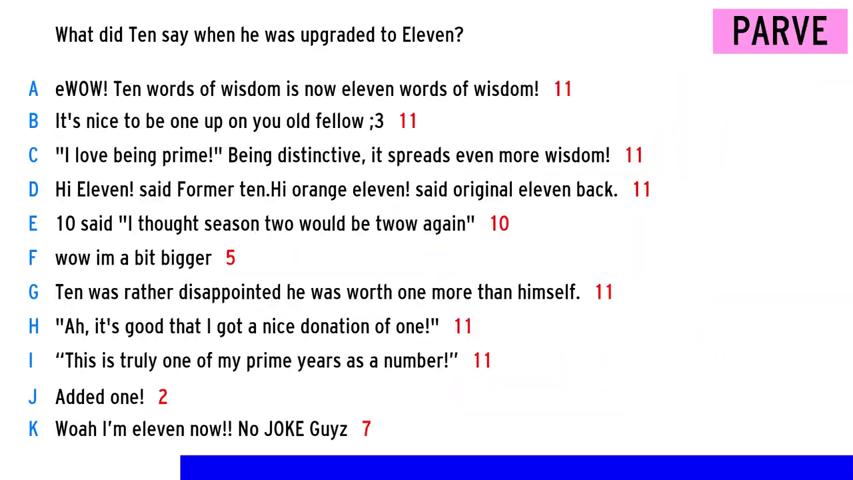 What did Ten say when he was upgraded to Eleven?
PARVE
A eWOW! Ten words of wisdom is now eleven words of wisdom! 11
B It's nice to be one up on you old fellow ;3 11
C "I love being prime!" Being distinctive, it spreads even more wisdom! 11
D Hi Eleven! said Former ten.Hi orange eleven! said original eleven back. 11
E 10 said "I thought season two would be twow again" 10
F wow im a bit bigger 5
G Ten was rather disappointed he was worth one more than himself. 11
H "Ah, it's good that I got a nice donation of one!" 11
I “This is truly one of my prime years as a number!” 11
J Added one! 2
K Woah I’m eleven now!! No JOKE Guyz 7